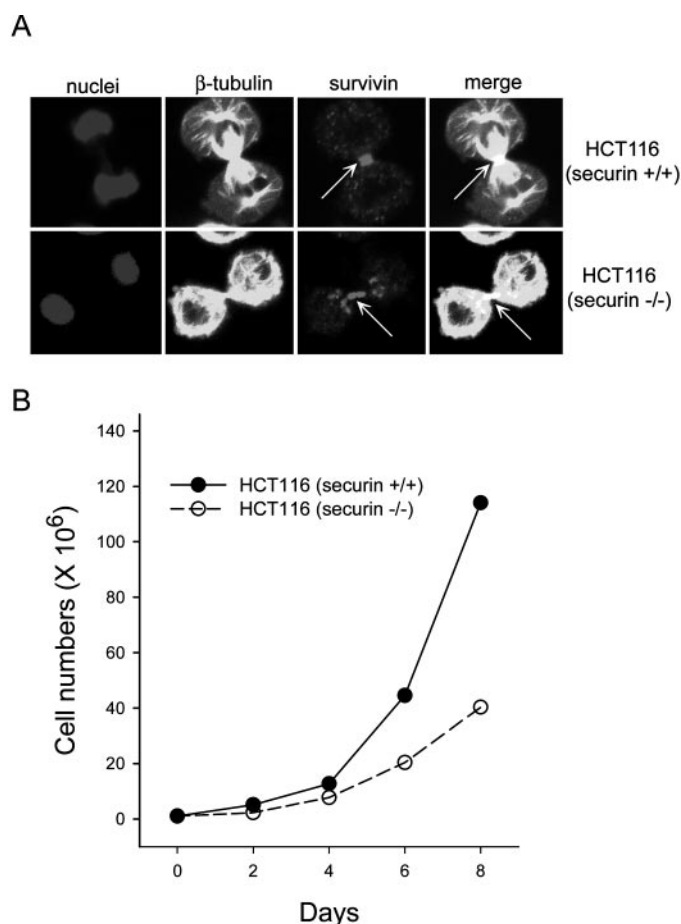 A
nuclei β-tubulin survivin merge
HCT116
(securin +/+)
HCT116
(securin -/-)
B
140
120
100
80
60
40
20
0
HCT116 (securin +/+)
HCT116 (securin -/-)
Cell numbers (X 10⁶)
0 2 4 6 8
Days